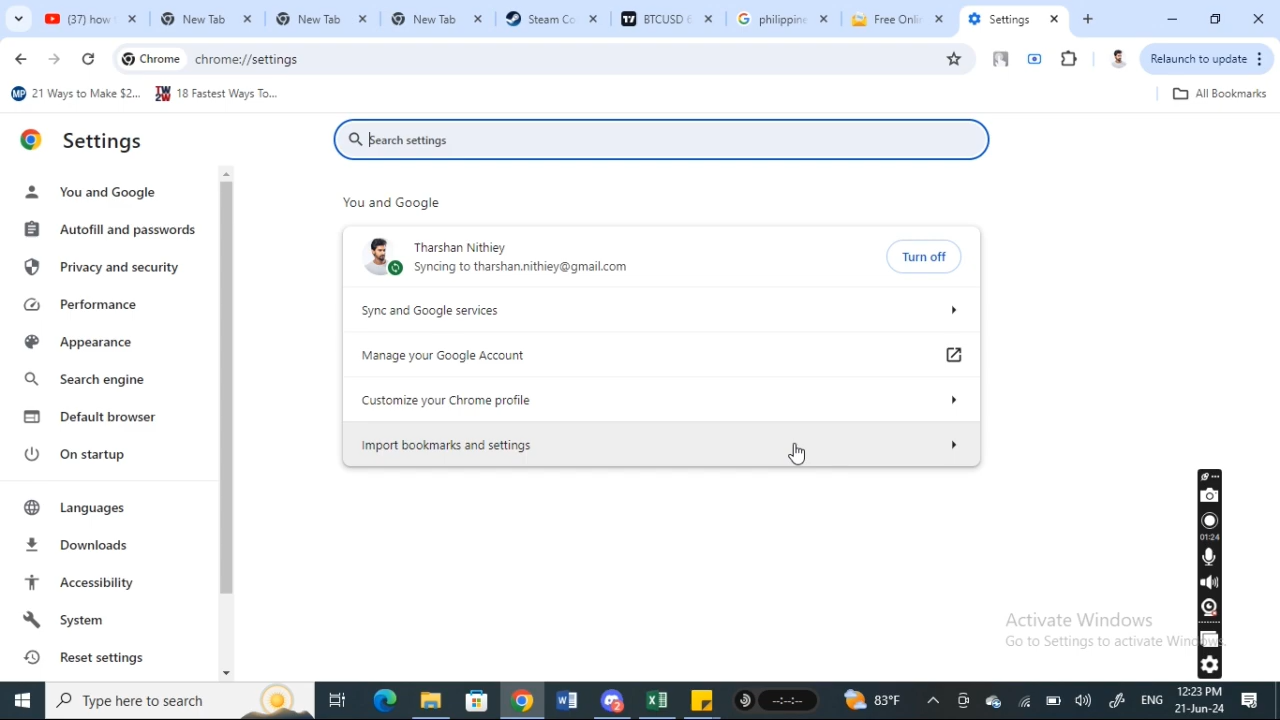 (37) how
New Tab
New Tab
New Tab
Steam Co
BTCUSD
philippine
Free Onli
Settings
Chrome
chrome://settings
Relaunch to update
21 Ways to Make $2...
18 Fastest Ways To...
All Bookmarks
Settings
Search settings
You and Google
Autofill and passwords
Privacy and security
Performance
Appearance
Search engine
Default browser
On startup
Languages
Downloads
Accessibility
System
Reset settings
You and Google
Tharshan Nithiey
Syncing to tharshan.nithiey@gmail.com
Turn off
Sync and Google services
Manage your Google Account
Customize your Chrome profile
Import bookmarks and settings
01:24
Activate Windows
Go to Settings to activate Windows.
Type here to search
--:--:--
83°F
ENG
12:23 PM
21-Jun-24